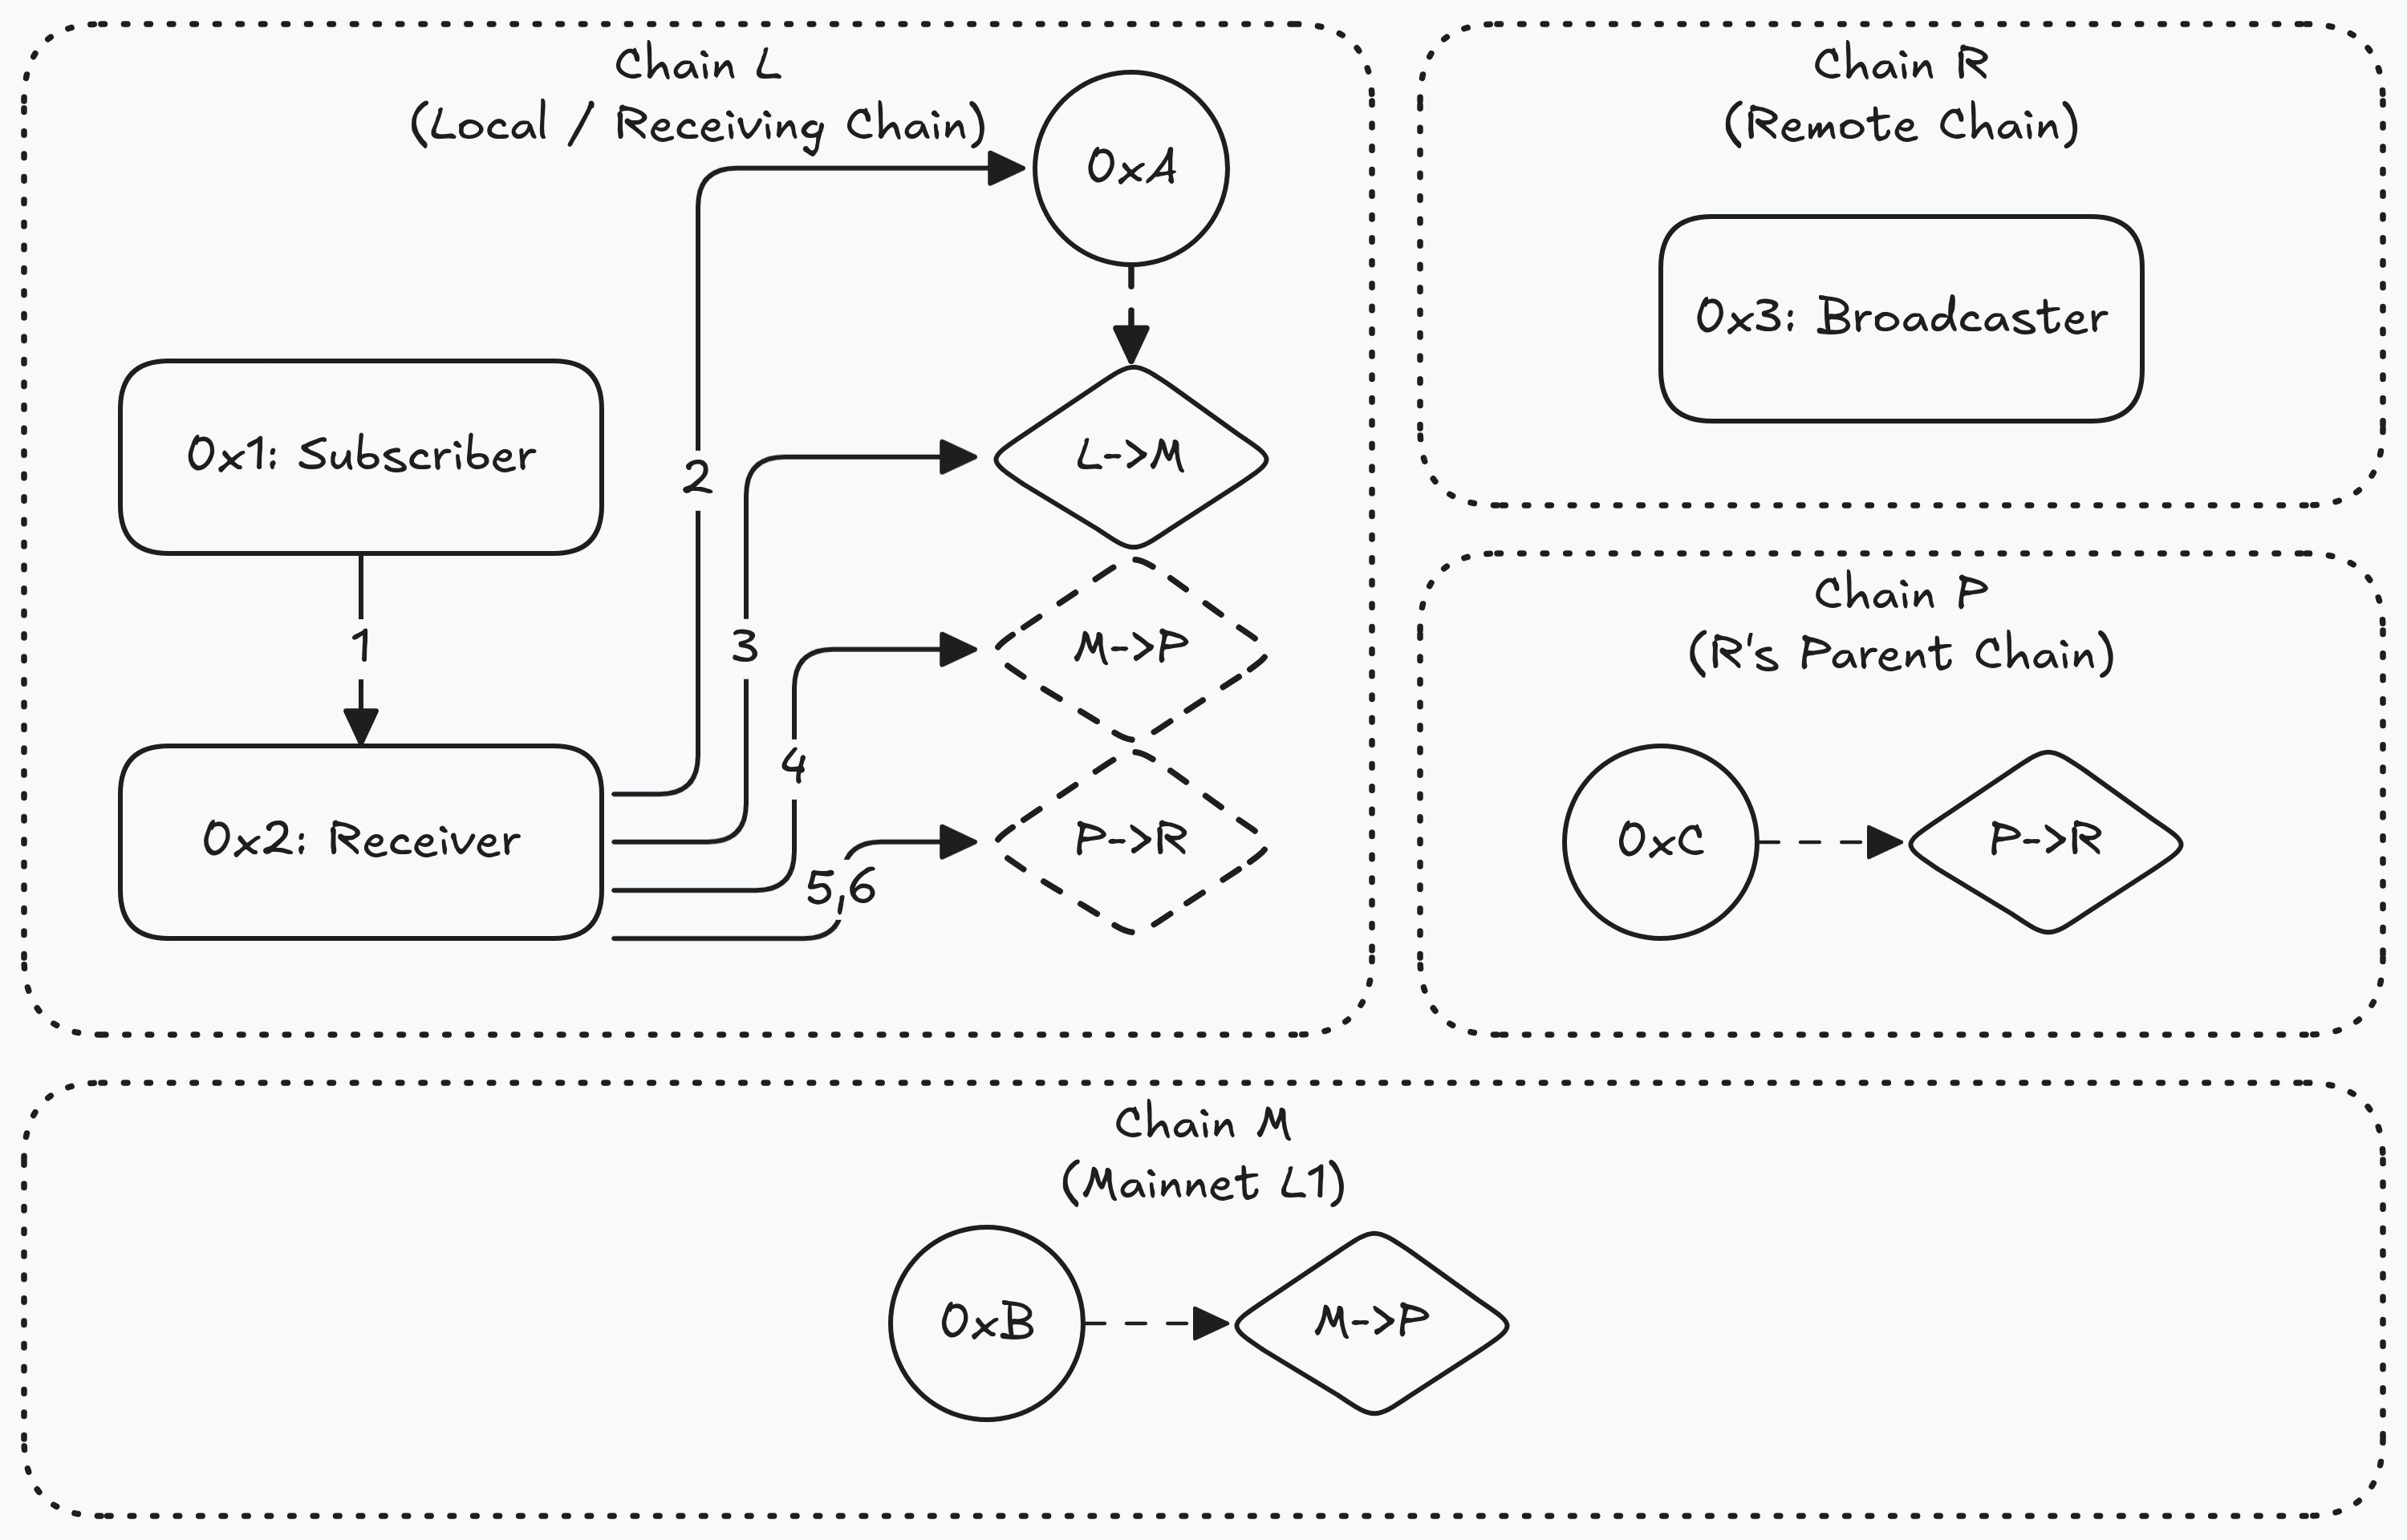 Chain L
(Local / Receiving Chain)
0xA
0x1: Subscriber
2
L->M
1
3
M->P
4
0x2: Receiver
5,6
P->R
Chain R
(Remote Chain)
0x3: Broadcaster
Chain P
(R's Parent Chain)
0xC
P->R
Chain M
(Mainnet L1)
0xB
M->P